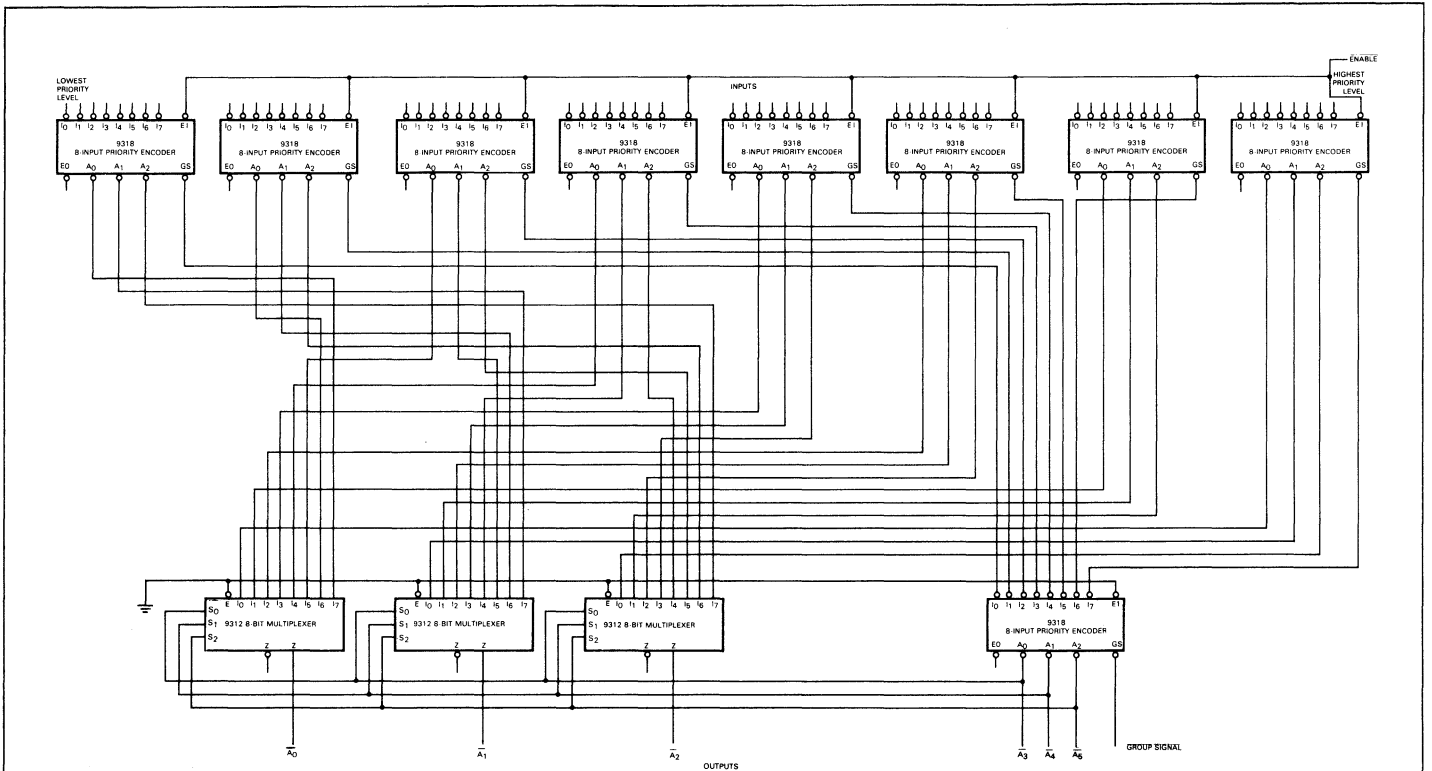 ENABLE
LOWEST PRIORITY LEVEL
INPUTS
HIGHEST PRIORITY LEVEL
I0 I1 I2 I3 I4 I5 I6 I7 EI
9318
8-INPUT PRIORITY ENCODER
EO A0 A1 A2 GS
I0 I1 I2 I3 I4 I5 I6 I7 EI
9318
8-INPUT PRIORITY ENCODER
EO A0 A1 A2 GS
I0 I1 I2 I3 I4 I5 I6 I7 EI
9318
8-INPUT PRIORITY ENCODER
EO A0 A1 A2 GS
I0 I1 I2 I3 I4 I5 I6 I7 EI
9318
8-INPUT PRIORITY ENCODER
EO A0 A1 A2 GS
I0 I1 I2 I3 I4 I5 I6 I7 EI
9318
8-INPUT PRIORITY ENCODER
EO A0 A1 A2 GS
I0 I1 I2 I3 I4 I5 I6 I7 EI
9318
8-INPUT PRIORITY ENCODER
EO A0 A1 A2 GS
I0 I1 I2 I3 I4 I5 I6 I7 EI
9318
8-INPUT PRIORITY ENCODER
EO A0 A1 A2 GS
I0 I1 I2 I3 I4 I5 I6 I7 EI
9318
8-INPUT PRIORITY ENCODER
EO A0 A1 A2 GS
E I0 I1 I2 I3 I4 I5 I6 I7
S0
S1 9312 8-BIT MULTIPLEXER
S2
Z Z
E I0 I1 I2 I3 I4 I5 I6 I7
S0
S1 9312 8-BIT MULTIPLEXER
S2
Z Z
E I0 I1 I2 I3 I4 I5 I6 I7
S0
S1 9312 8-BIT MULTIPLEXER
S2
Z Z
I0 I1 I2 I3 I4 I5 I6 I7 EI
9318
8-INPUT PRIORITY ENCODER
EO A0 A1 A2 GS
A0 A1 A2 A3 A4 A5 GROUP SIGNAL
OUTPUTS